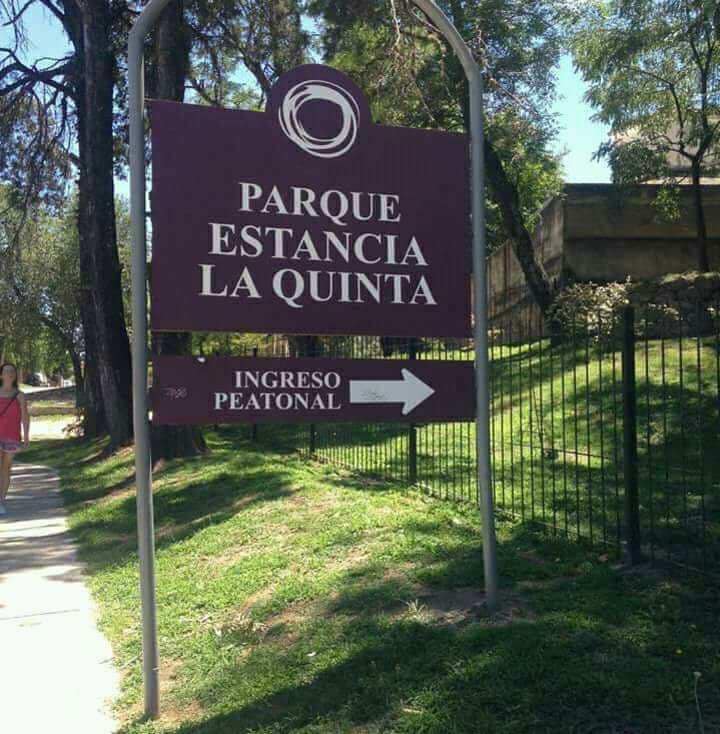 PARQUE
ESTANCIA
LA QUINTA
INGRESO
PEATONAL